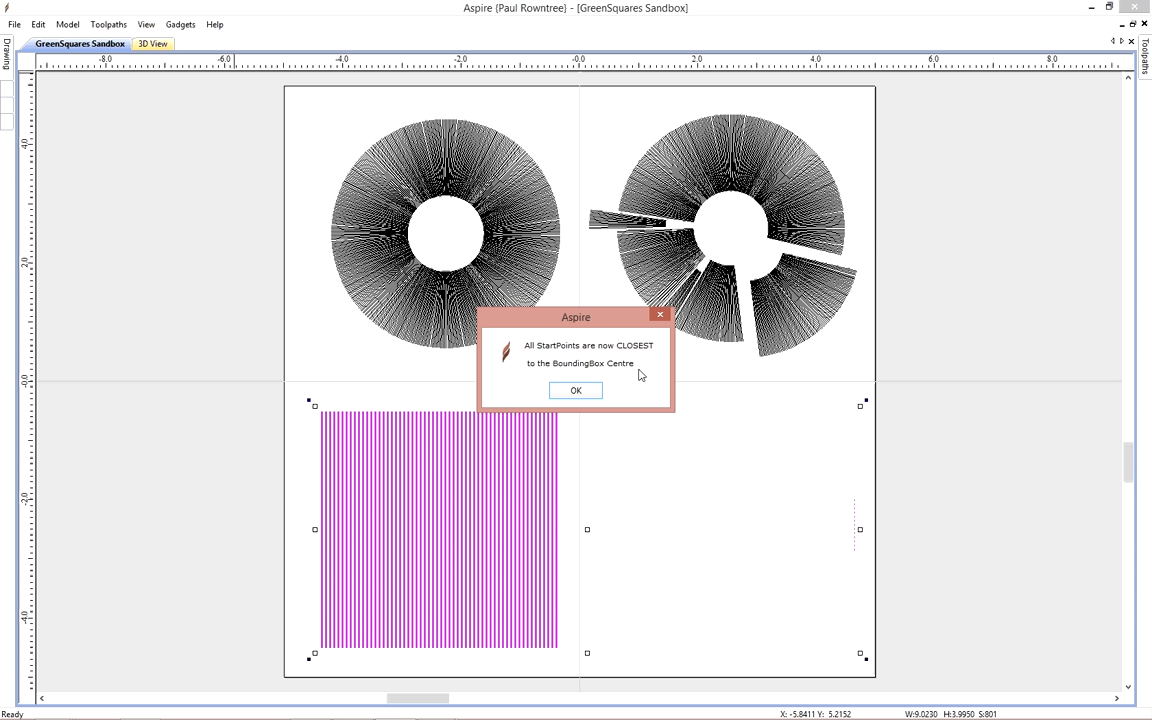 Aspire {Paul Rowntree} - [GreenSquares Sandbox]
File Edit Model Toolpaths View Gadgets Help
GreenSquares Sandbox 3D View
Drawing
Toolpaths
-8.0 -6.0 -4.0 -2.0 -0.0 2.0 4.0 6.0 8.0
4.0
2.0
-0.0
-2.0
-4.0
Aspire
All StartPoints are now CLOSEST
to the BoundingBox Centre
OK
Ready X: -5.8411 Y: 5.2152 W:9.0230 H:3.9950 S:801